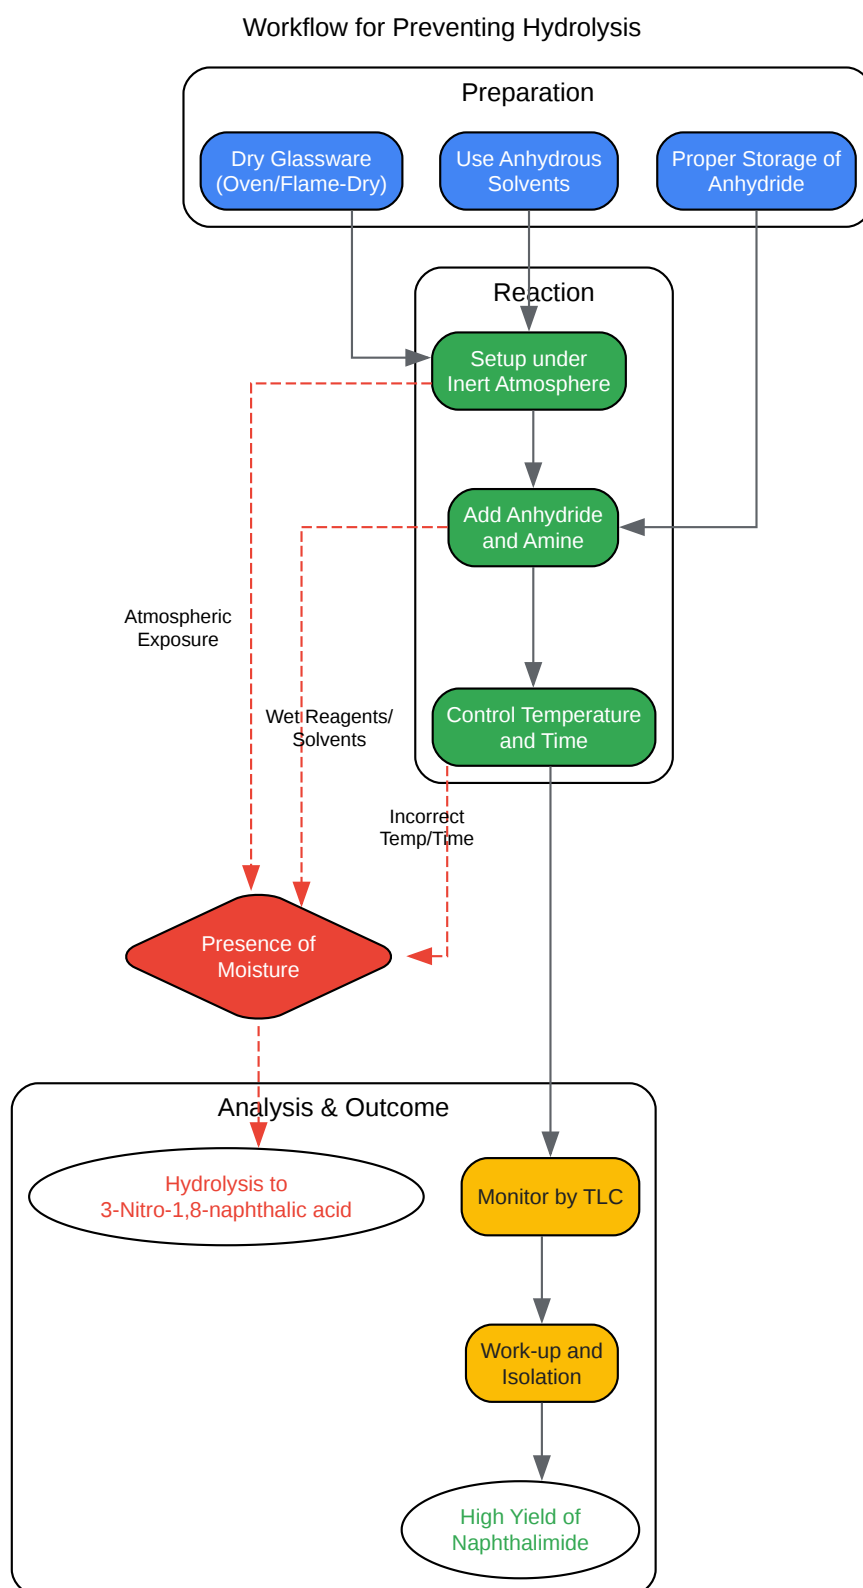 Workflow for Preventing Hydrolysis
Preparation
Dry Glassware
(Oven/Flame-Dry)
Use Anhydrous
Solvents
Proper Storage of
Anhydride
Reaction
Setup under
Inert Atmosphere
Add Anhydride
and Amine
Atmospheric
Exposure
Wet Reagents/
Solvents
Control Temperature
and Time
Incorrect
Temp/Time
Presence of
Moisture
Analysis & Outcome
Hydrolysis to
3-Nitro-1,8-naphthalic acid
Monitor by TLC
Work-up and
Isolation
High Yield of
Naphthalimide